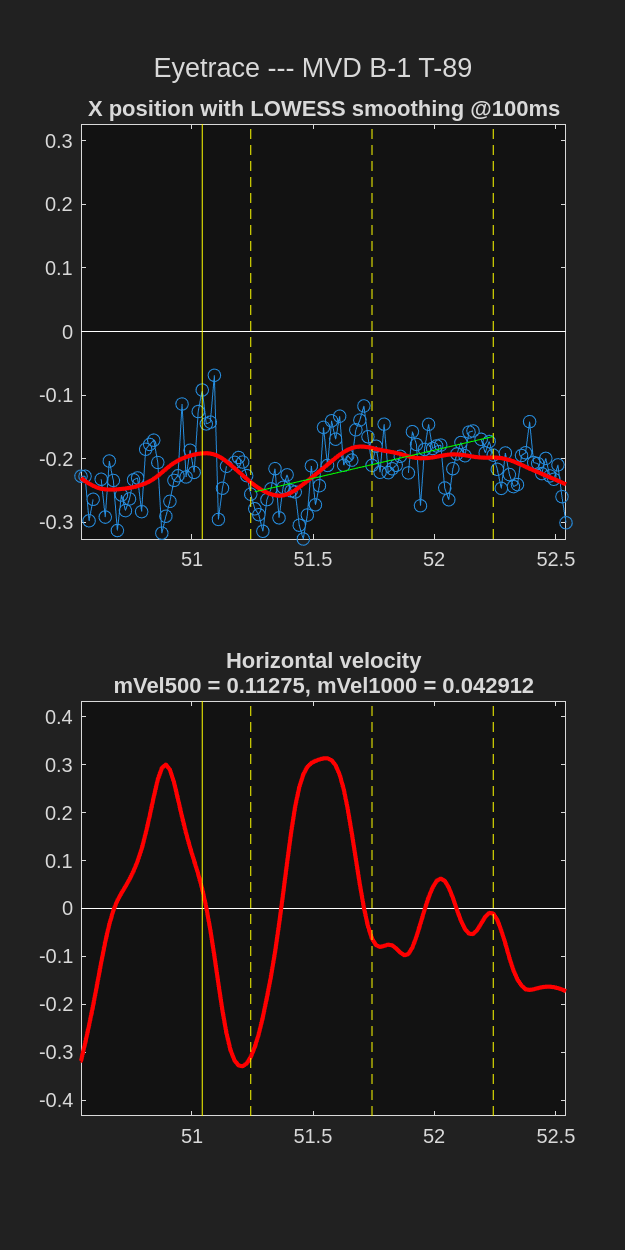 Eyetrace --- MVD B-1 T-89
X position with LOWESS smoothing @100ms
0.3
0.2
0.1
0
-0.1
-0.2
-0.3
51 51.5 52 52.5
Horizontal velocity
mVel500 = 0.11275, mVel1000 = 0.042912
0.4
0.3
0.2
0.1
0
-0.1
-0.2
-0.3
-0.4
51 51.5 52 52.5